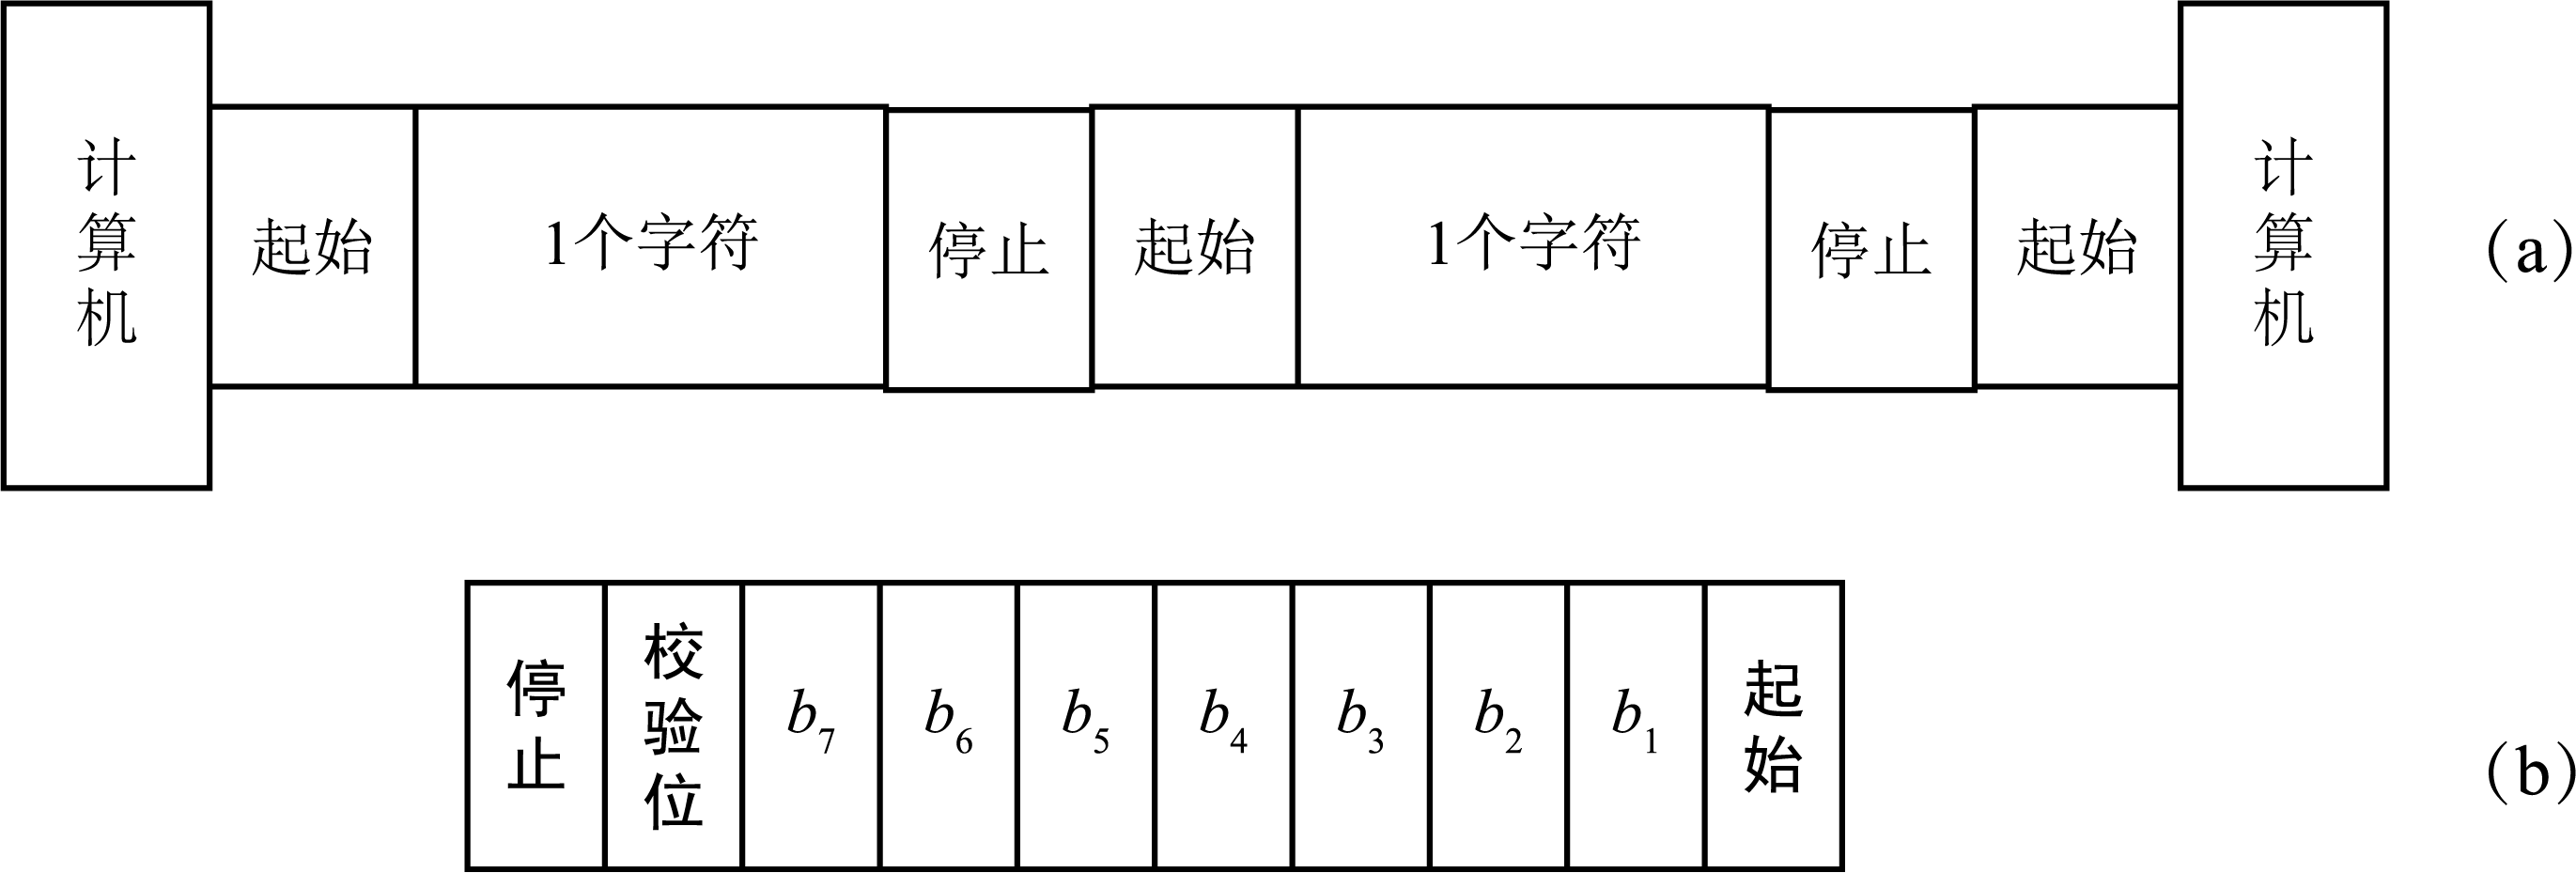 计算机 起始 1个字符 停止 起始 1个字符 停止 起始 计算机 (a)
停止 校验位 b7 b6 b5 b4 b3 b2 b1 起始 (b)